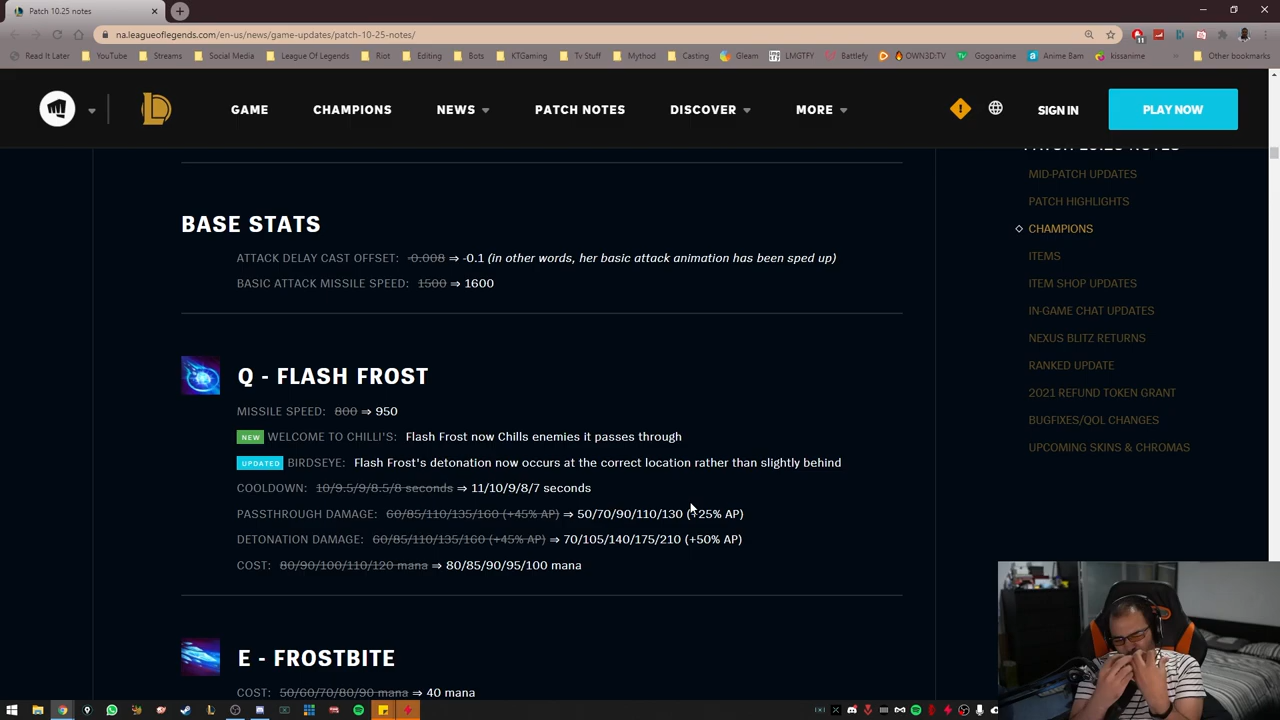 Patch 10.25 notes
na.leagueoflegends.com/en-us/news/game-updates/patch-10-25-notes/
Read It Later YouTube Streams Social Media League Of Legends Riot Editing Bots KTGaming Tv Stuff Mythod Casting Gleam LMGTFY Battlefy OWN3D:TV Gogoanime Anime Bam kissanime Other bookmarks
GAME CHAMPIONS NEWS PATCH NOTES DISCOVER MORE SIGN IN PLAY NOW
BASE STATS
ATTACK DELAY CAST OFFSET: -0.008 ⇒ -0.1 (in other words, her basic attack animation has been sped up)
BASIC ATTACK MISSILE SPEED: 1500 ⇒ 1600
Q - FLASH FROST
MISSILE SPEED: 800 ⇒ 950
NEW WELCOME TO CHILLI'S: Flash Frost now Chills enemies it passes through
UPDATED BIRDSEYE: Flash Frost's detonation now occurs at the correct location rather than slightly behind
COOLDOWN: 10/9.5/9/8.5/8 seconds ⇒ 11/10/9/8/7 seconds
PASSTHROUGH DAMAGE: 60/85/110/135/160 (+45% AP) ⇒ 50/70/90/110/130 (+25% AP)
DETONATION DAMAGE: 60/85/110/135/160 (+45% AP) ⇒ 70/105/140/175/210 (+50% AP)
COST: 80/90/100/110/120 mana ⇒ 80/85/90/95/100 mana
E - FROSTBITE
COST: 50/60/70/80/90 mana ⇒ 40 mana
PATCH 10.25 NOTES
MID-PATCH UPDATES
PATCH HIGHLIGHTS
CHAMPIONS
ITEMS
ITEM SHOP UPDATES
IN-GAME CHAT UPDATES
NEXUS BLITZ RETURNS
RANKED UPDATE
2021 REFUND TOKEN GRANT
BUGFIXES/QOL CHANGES
UPCOMING SKINS & CHROMAS